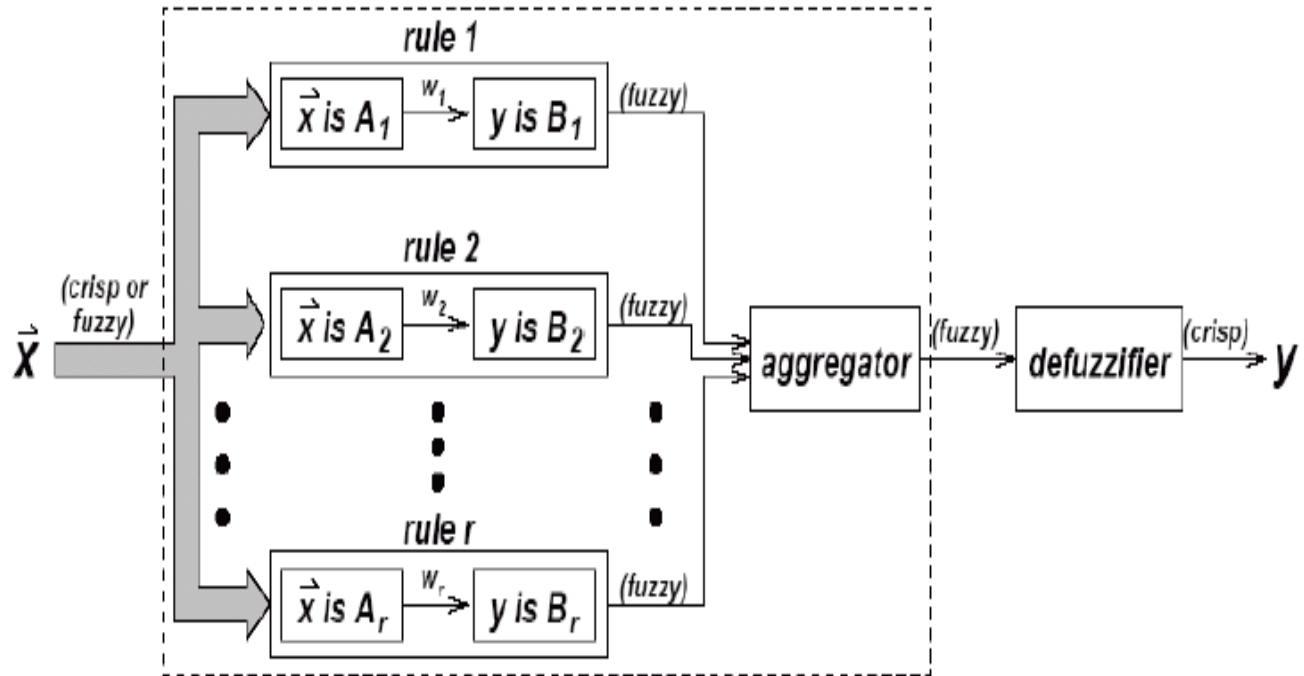 rule 1
x⃗ is A₁
w₁
y is B₁
(fuzzy)
rule 2
(crisp or
fuzzy)
x⃗
x⃗ is A₂
w₂
y is B₂
(fuzzy)
aggregator
(fuzzy)
defuzzifier
(crisp)
y
rule r
x⃗ is Aᵣ
wᵣ
y is Bᵣ
(fuzzy)